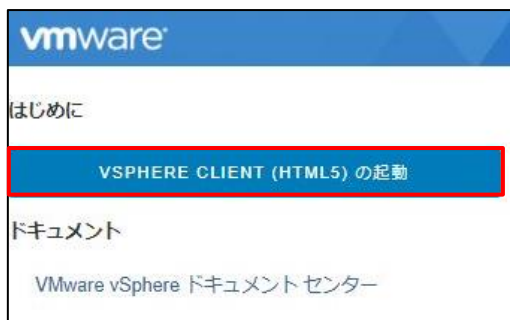 vmware
はじめに
VSPHERE CLIENT (HTML5) の起動
ドキュメント
VMware vSphere ドキュメント センター